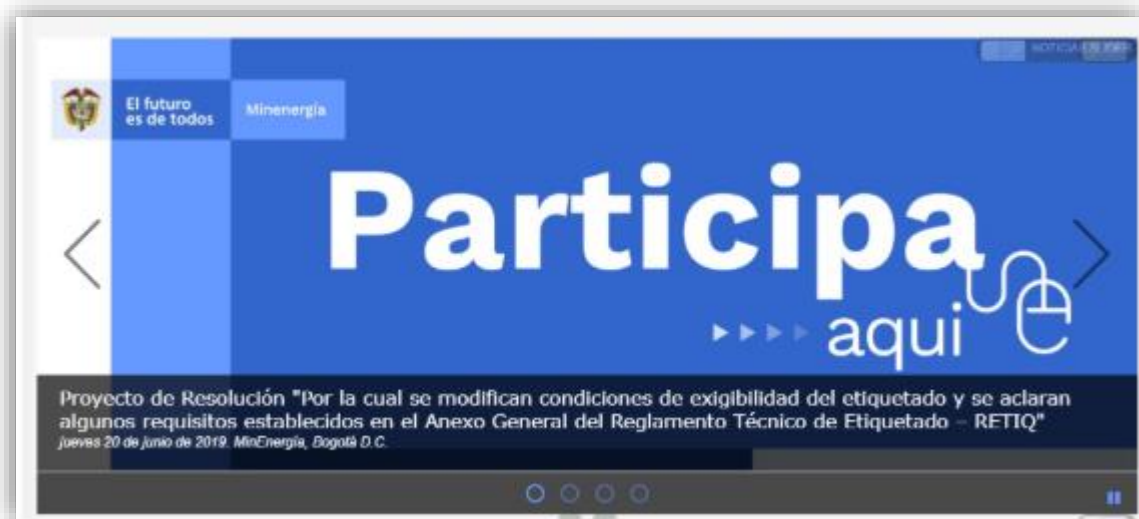 El futuro
es de todos
Minenergía
Participa
aqui
Proyecto de Resolución "Por la cual se modifican condiciones de exigibilidad del etiquetado y se aclaran
algunos requisitos establecidos en el Anexo General del Reglamento Técnico de Etiquetado – RETIQ"
jueves 20 de junio de 2019. MinEnergía, Bogotá D.C.